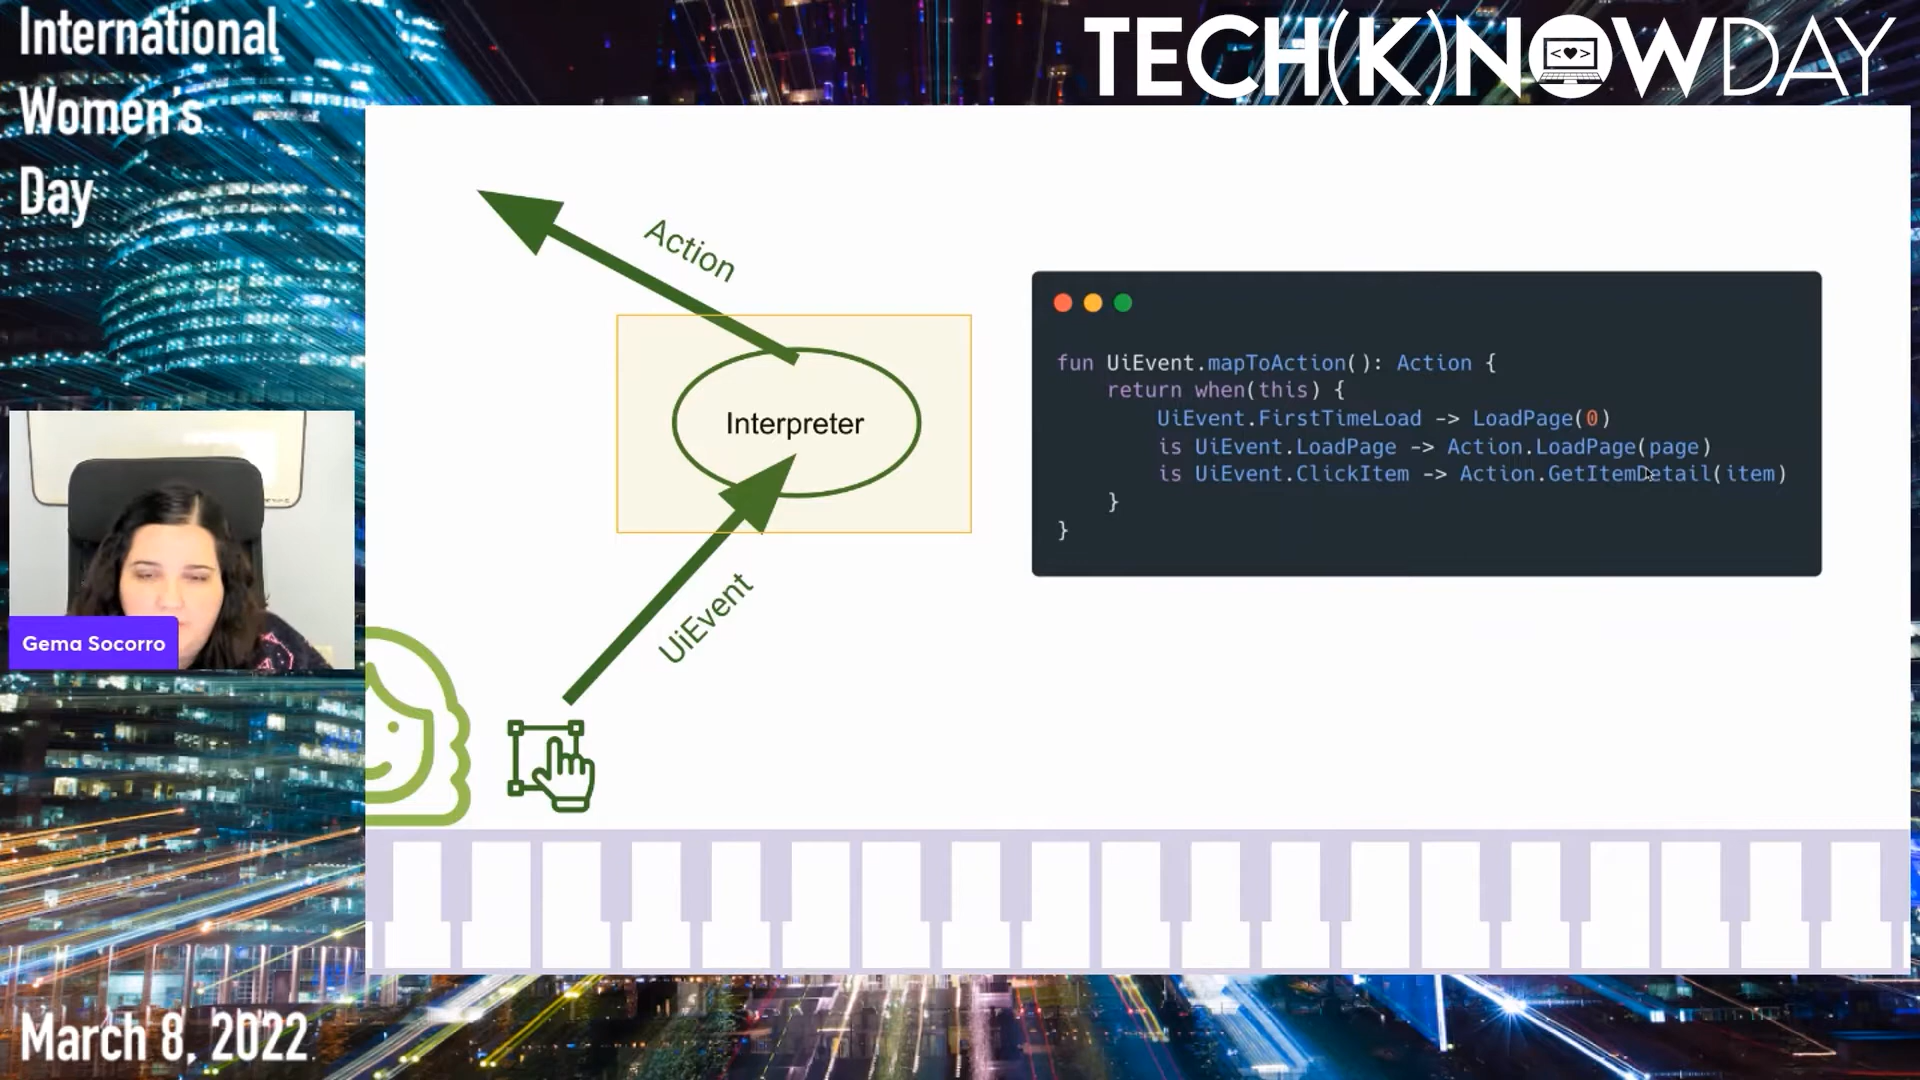 International
Women's
Day
TECH(K)NOWDAY
<♥>
Action
Interpreter
UiEvent
fun UiEvent.mapToAction(): Action {
return when(this) {
UiEvent.FirstTimeLoad -> LoadPage(0)
is UiEvent.LoadPage -> Action.LoadPage(page)
is UiEvent.ClickItem -> Action.GetItemDetail(item)
}
}
Gema Socorro
March 8, 2022